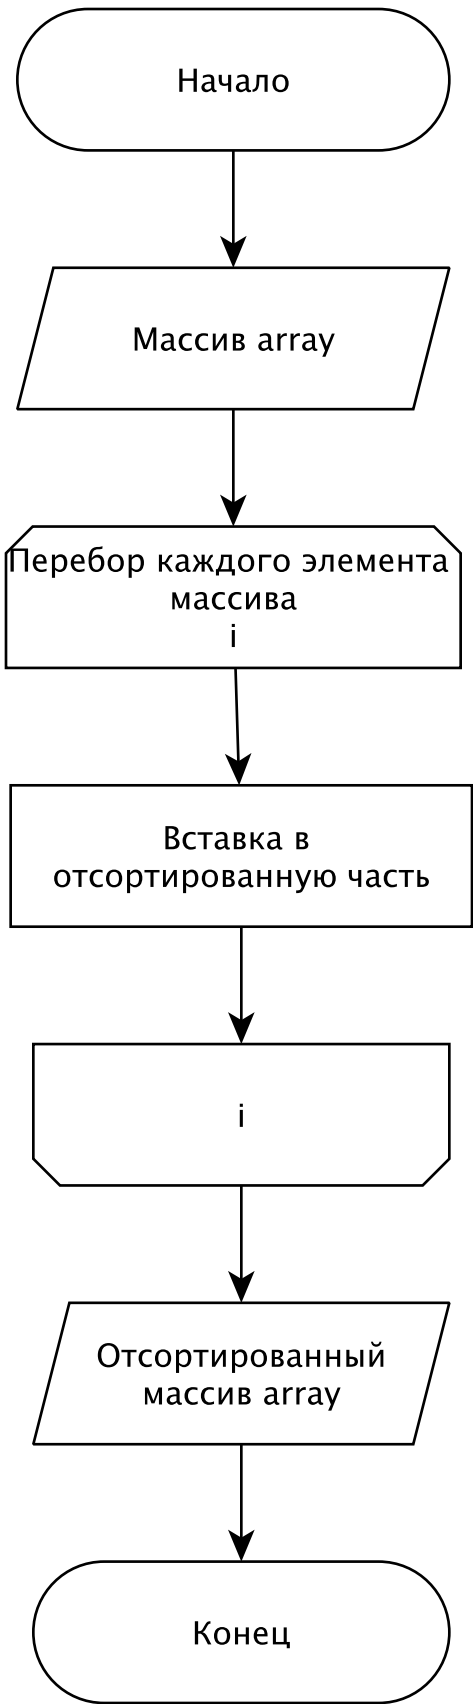 Начало
Массив array
Перебор каждого элемента
массива
i
Вставка в
отсортированную часть
i
Отсортированный
массив array
Конец